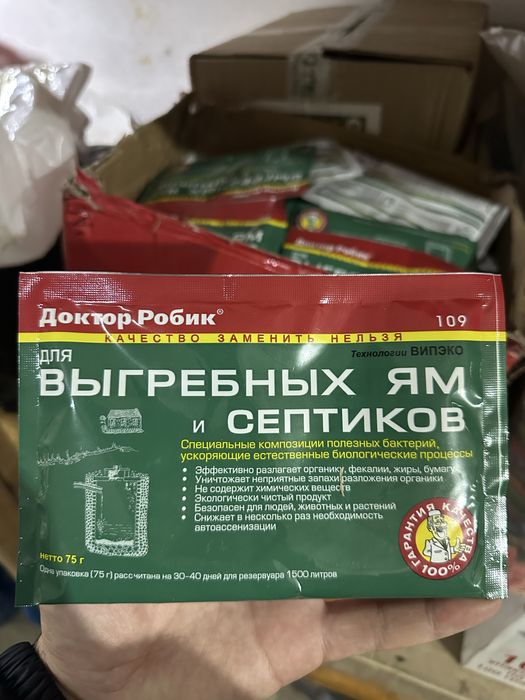 Доктор Робик®
109
КАЧЕСТВО ЗАМЕНИТЬ НЕЛЬЗЯ
для
Технологии ВИПЭКО
ВЫГРЕБНЫХ ЯМ
и СЕПТИКОВ
Специальные композиции полезных бактерий,
ускоряющие естественные биологические процессы
• Эффективно разлагает органику, фекалии, жиры, бумагу
• Уничтожает неприятные запахи разложения органики
• Не содержит химических веществ
• Экологически чистый продукт
• Безопасен для людей, животных и растений
• Снижает в несколько раз необходимость
автоассенизации
ГАРАНТИЯ КАЧЕСТВА
100%
нетто 75 г
Одна упаковка (75 г) рассчитана на 30-40 дней для резервуара 1500 литров
Доктор Робик®
ЯМ